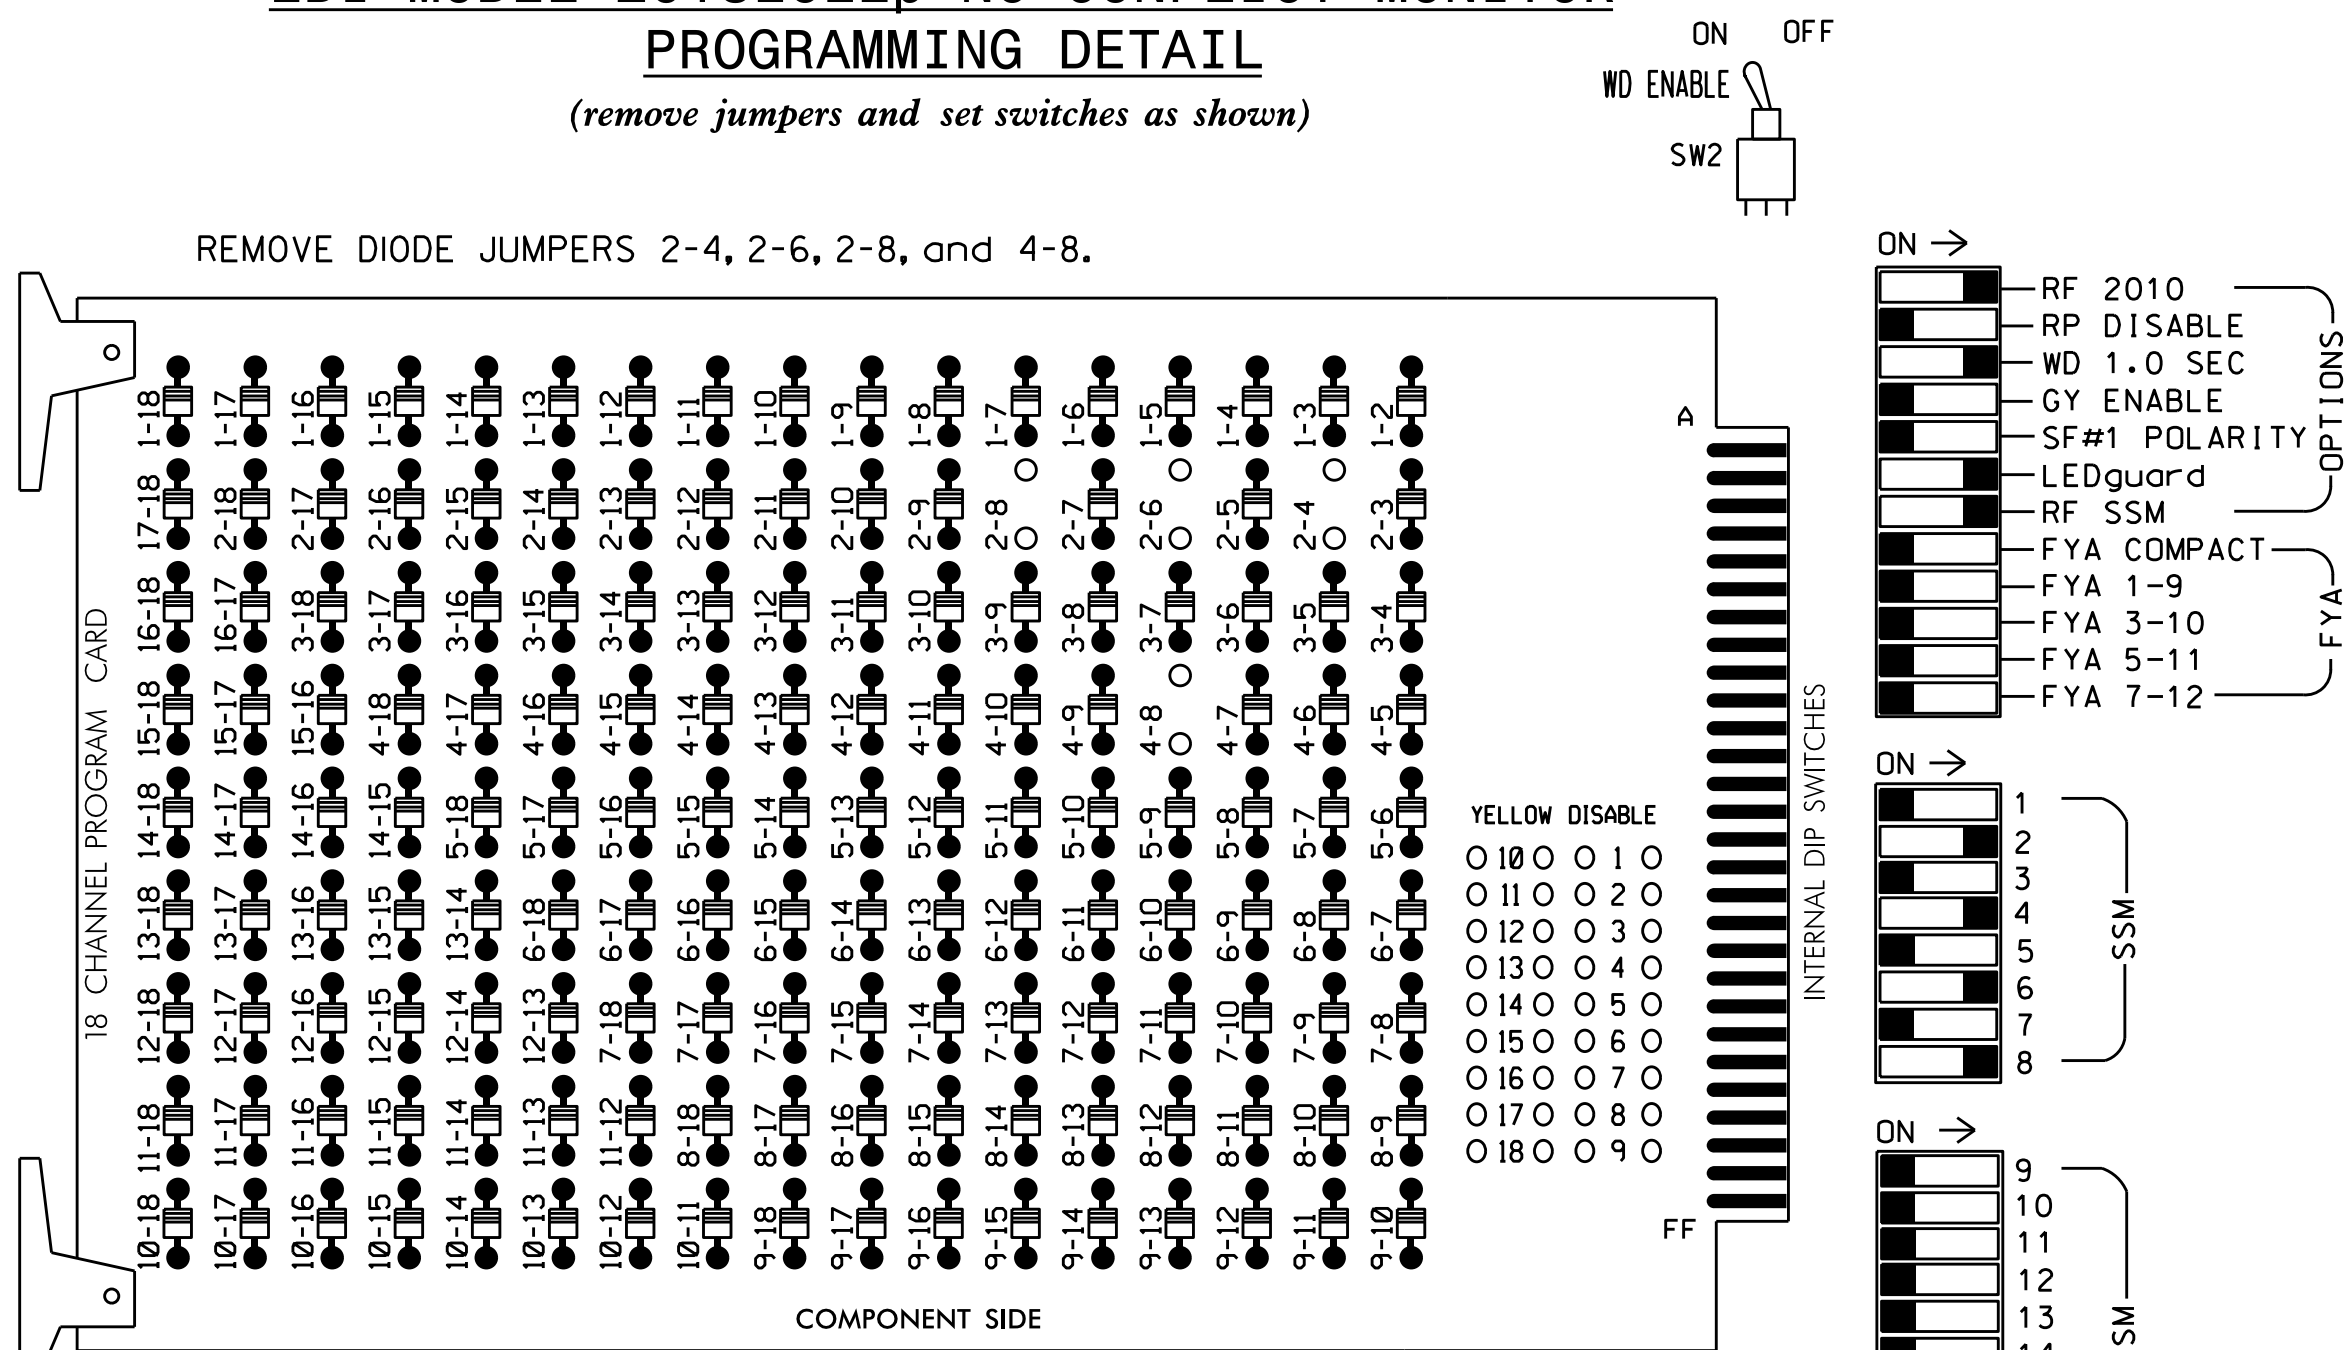 PROGRAMMING DETAIL
(remove jumpers and set switches as shown)
ON OFF
WD ENABLE
SW2
REMOVE DIODE JUMPERS 2-4, 2-6, 2-8, and 4-8.
18 CHANNEL PROGRAM CARD
1-18 1-17 1-16 1-15 1-14 1-13 1-12 1-11 1-10 1-9 1-8 1-7 1-6 1-5 1-4 1-3 1-2
17-18 2-18 2-17 2-16 2-15 2-14 2-13 2-12 2-11 2-10 2-9 2-8 2-7 2-6 2-5 2-4 2-3
16-18 16-17 3-18 3-17 3-16 3-15 3-14 3-13 3-12 3-11 3-10 3-9 3-8 3-7 3-6 3-5 3-4
15-18 15-17 15-16 4-18 4-17 4-16 4-15 4-14 4-13 4-12 4-11 4-10 4-9 4-8 4-7 4-6 4-5
14-18 14-17 14-16 14-15 5-18 5-17 5-16 5-15 5-14 5-13 5-12 5-11 5-10 5-9 5-8 5-7 5-6
13-18 13-17 13-16 13-15 13-14 6-18 6-17 6-16 6-15 6-14 6-13 6-12 6-11 6-10 6-9 6-8 6-7
12-18 12-17 12-16 12-15 12-14 12-13 7-18 7-17 7-16 7-15 7-14 7-13 7-12 7-11 7-10 7-9 7-8
11-18 11-17 11-16 11-15 11-14 11-13 11-12 8-18 8-17 8-16 8-15 8-14 8-13 8-12 8-11 8-10 8-9
10-18 10-17 10-16 10-15 10-14 10-13 10-12 10-11 9-18 9-17 9-16 9-15 9-14 9-13 9-12 9-11 9-10
COMPONENT SIDE
YELLOW DISABLE
10 1
11 2
12 3
13 4
14 5
15 6
16 7
17 8
18 9
A
FF
INTERNAL DIP SWITCHES
ON →
RF 2010
RP DISABLE
WD 1.0 SEC
GY ENABLE
SF#1 POLARITY
LEDguard
RF SSM
OPTIONS
FYA COMPACT
FYA 1-9
FYA 3-10
FYA 5-11
FYA 7-12
FYA
ON →
1
2
3
4
5
6
7
8
SSM
ON →
9
10
11
12
13